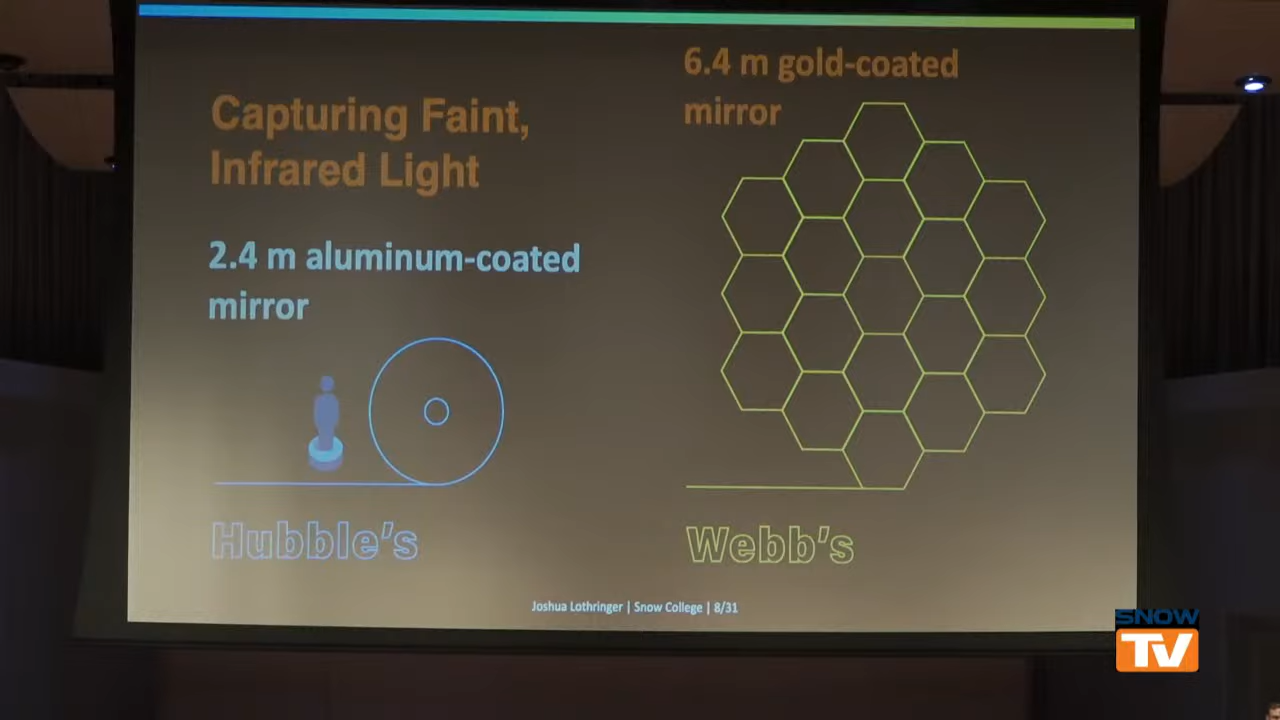 Capturing Faint,
Infrared Light
2.4 m aluminum-coated
mirror
Hubble's
6.4 m gold-coated
mirror
Webb's
Joshua Lothringer | Snow College | 8/31
SNOW
TV